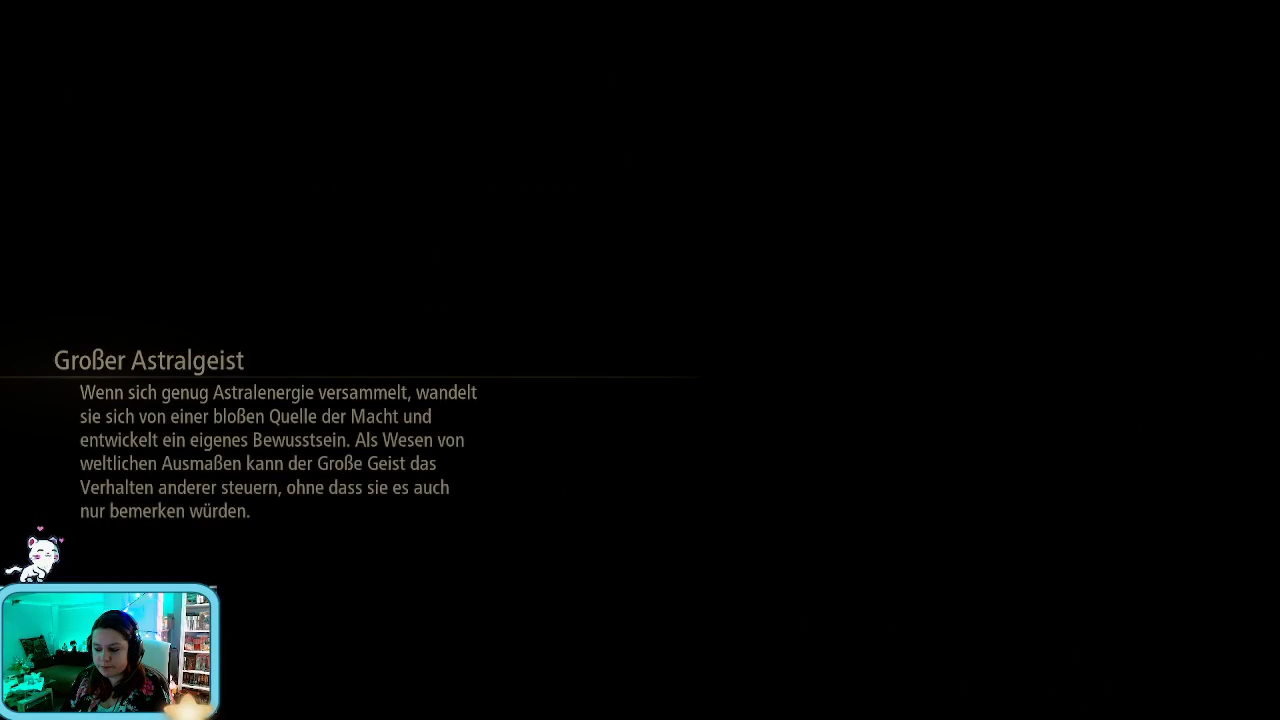 Großer Astralgeist
Wenn sich genug Astralenergie versammelt, wandelt
sie sich von einer bloßen Quelle der Macht und
entwickelt ein eigenes Bewusstsein. Als Wesen von
weltlichen Ausmaßen kann der Große Geist das
Verhalten anderer steuern, ohne dass sie es auch
nur bemerken würden.